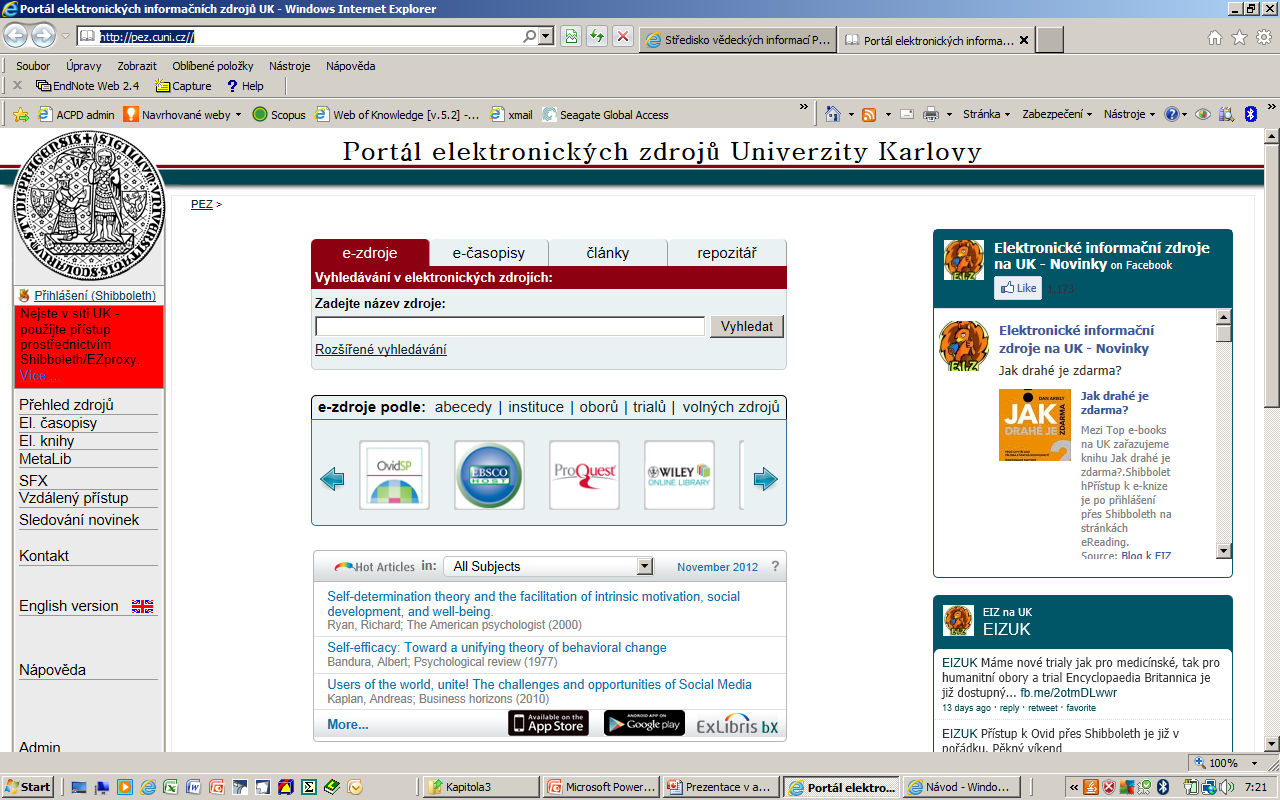 Portál elektronických informačních zdrojů UK - Windows Internet Explorer
http://pez.cuni.cz//
Středisko vědeckých informací P...
Portál elektronických informa...
Soubor Úpravy Zobrazit Oblíbené položky Nástroje Nápověda
EndNote Web 2.4 Capture Help
ACPD admin Navrhované weby Scopus Web of Knowledge [v.5.2] -... xmail Seagate Global Access
Stránka Zabezpečení Nástroje
Portál elektronických zdrojů Univerzity Karlovy
PEZ >
Přihlášení (Shibboleth)
Nejste v síti UK -
použijte přístup
prostřednictvím
Shibboleth/EZproxy.
Více ...
Přehled zdrojů
El. časopisy
El. knihy
MetaLib
SFX
Vzdálený přístup
Sledování novinek
Kontakt
English version
Nápověda
Admin
e-zdroje e-časopisy články repozitář
Vyhledávání v elektronických zdrojích:
Zadejte název zdroje:
Vyhledat
Rozšířené vyhledávání
e-zdroje podle: abecedy | instituce | oborů | trialů | volných zdrojů
OvidSP
EBSCO
HOST
ProQuest
WILEY
ONLINE LIBRARY
Hot Articles in: All Subjects November 2012 ?
Self-determination theory and the facilitation of intrinsic motivation, social
development, and well-being.
Ryan, Richard; The American psychologist (2000)
Self-efficacy: Toward a unifying theory of behavioral change
Bandura, Albert; Psychological review (1977)
Users of the world, unite! The challenges and opportunities of Social Media
Kaplan, Andreas; Business horizons (2010)
More...
Available on the
App Store
ANDROID APP ON
Google play
ExLibris bX
Elektronické informační zdroje
na UK - Novinky on Facebook
Like 1,173
Elektronické informační
zdroje na UK - Novinky
Jak drahé je zdarma?
DAN ARIELY
JAK
DRAHÉ JE
ZDARMA
Jak drahé je
zdarma?
Mezi Top e-books
na UK zařazujeme
knihu Jak drahé je
zdarma?.Shibbolet
hPřístup k e-knize
je po přihlášení
přes Shibboleth na
stránkách
eReading.
Source: Blog k EIZ
EIZ na UK
EIZUK
EIZUK Máme nové trialy jak pro medicínské, tak pro
humanitní obory a trial Encyclopaedia Britannica je
již dostupný... fb.me/2otmDLwwr
13 days ago · reply · retweet · favorite
EIZUK Přístup k Ovid přes Shibboleth je již v
pořádku. Pěkný víkend
100%
Start Kapitola3 Microsoft Power... Prezentace v a... Portál elektro... Návod - Windo... 7:21